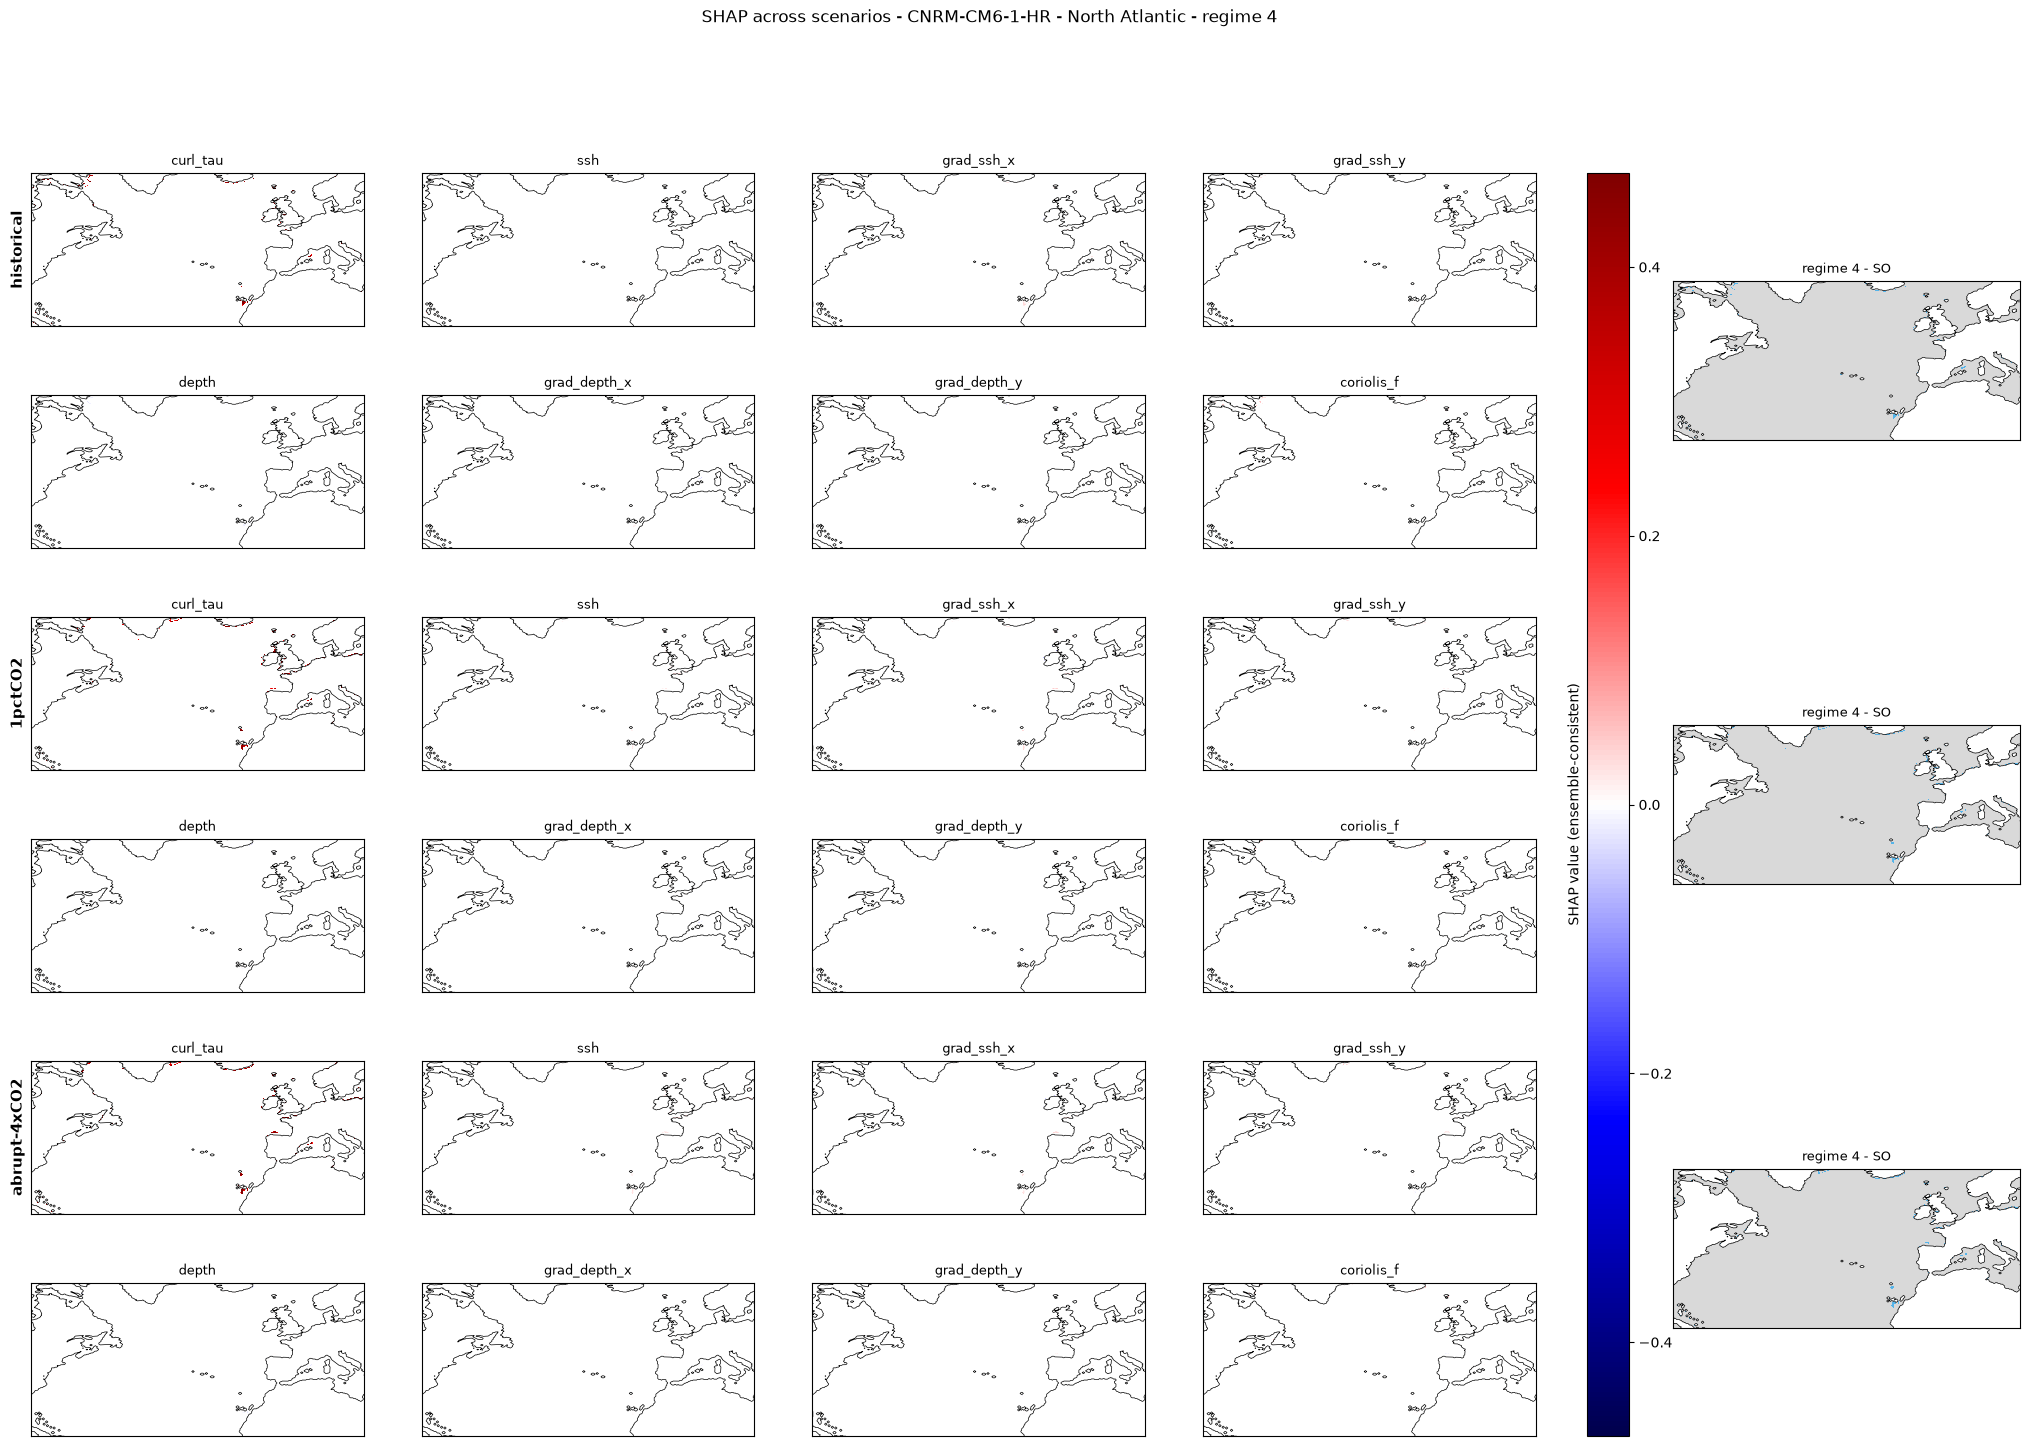 SHAP across scenarios - CNRM-CM6-1-HR - North Atlantic - regime 4
historical
curl_tau
ssh
grad_ssh_x
grad_ssh_y
depth
grad_depth_x
grad_depth_y
coriolis_f
1pctCO2
curl_tau
ssh
grad_ssh_x
grad_ssh_y
depth
grad_depth_x
grad_depth_y
coriolis_f
abrupt-4xCO2
curl_tau
ssh
grad_ssh_x
grad_ssh_y
depth
grad_depth_x
grad_depth_y
coriolis_f
SHAP value (ensemble-consistent)
0.4
0.2
0.0
−0.2
−0.4
regime 4 - SO
regime 4 - SO
regime 4 - SO